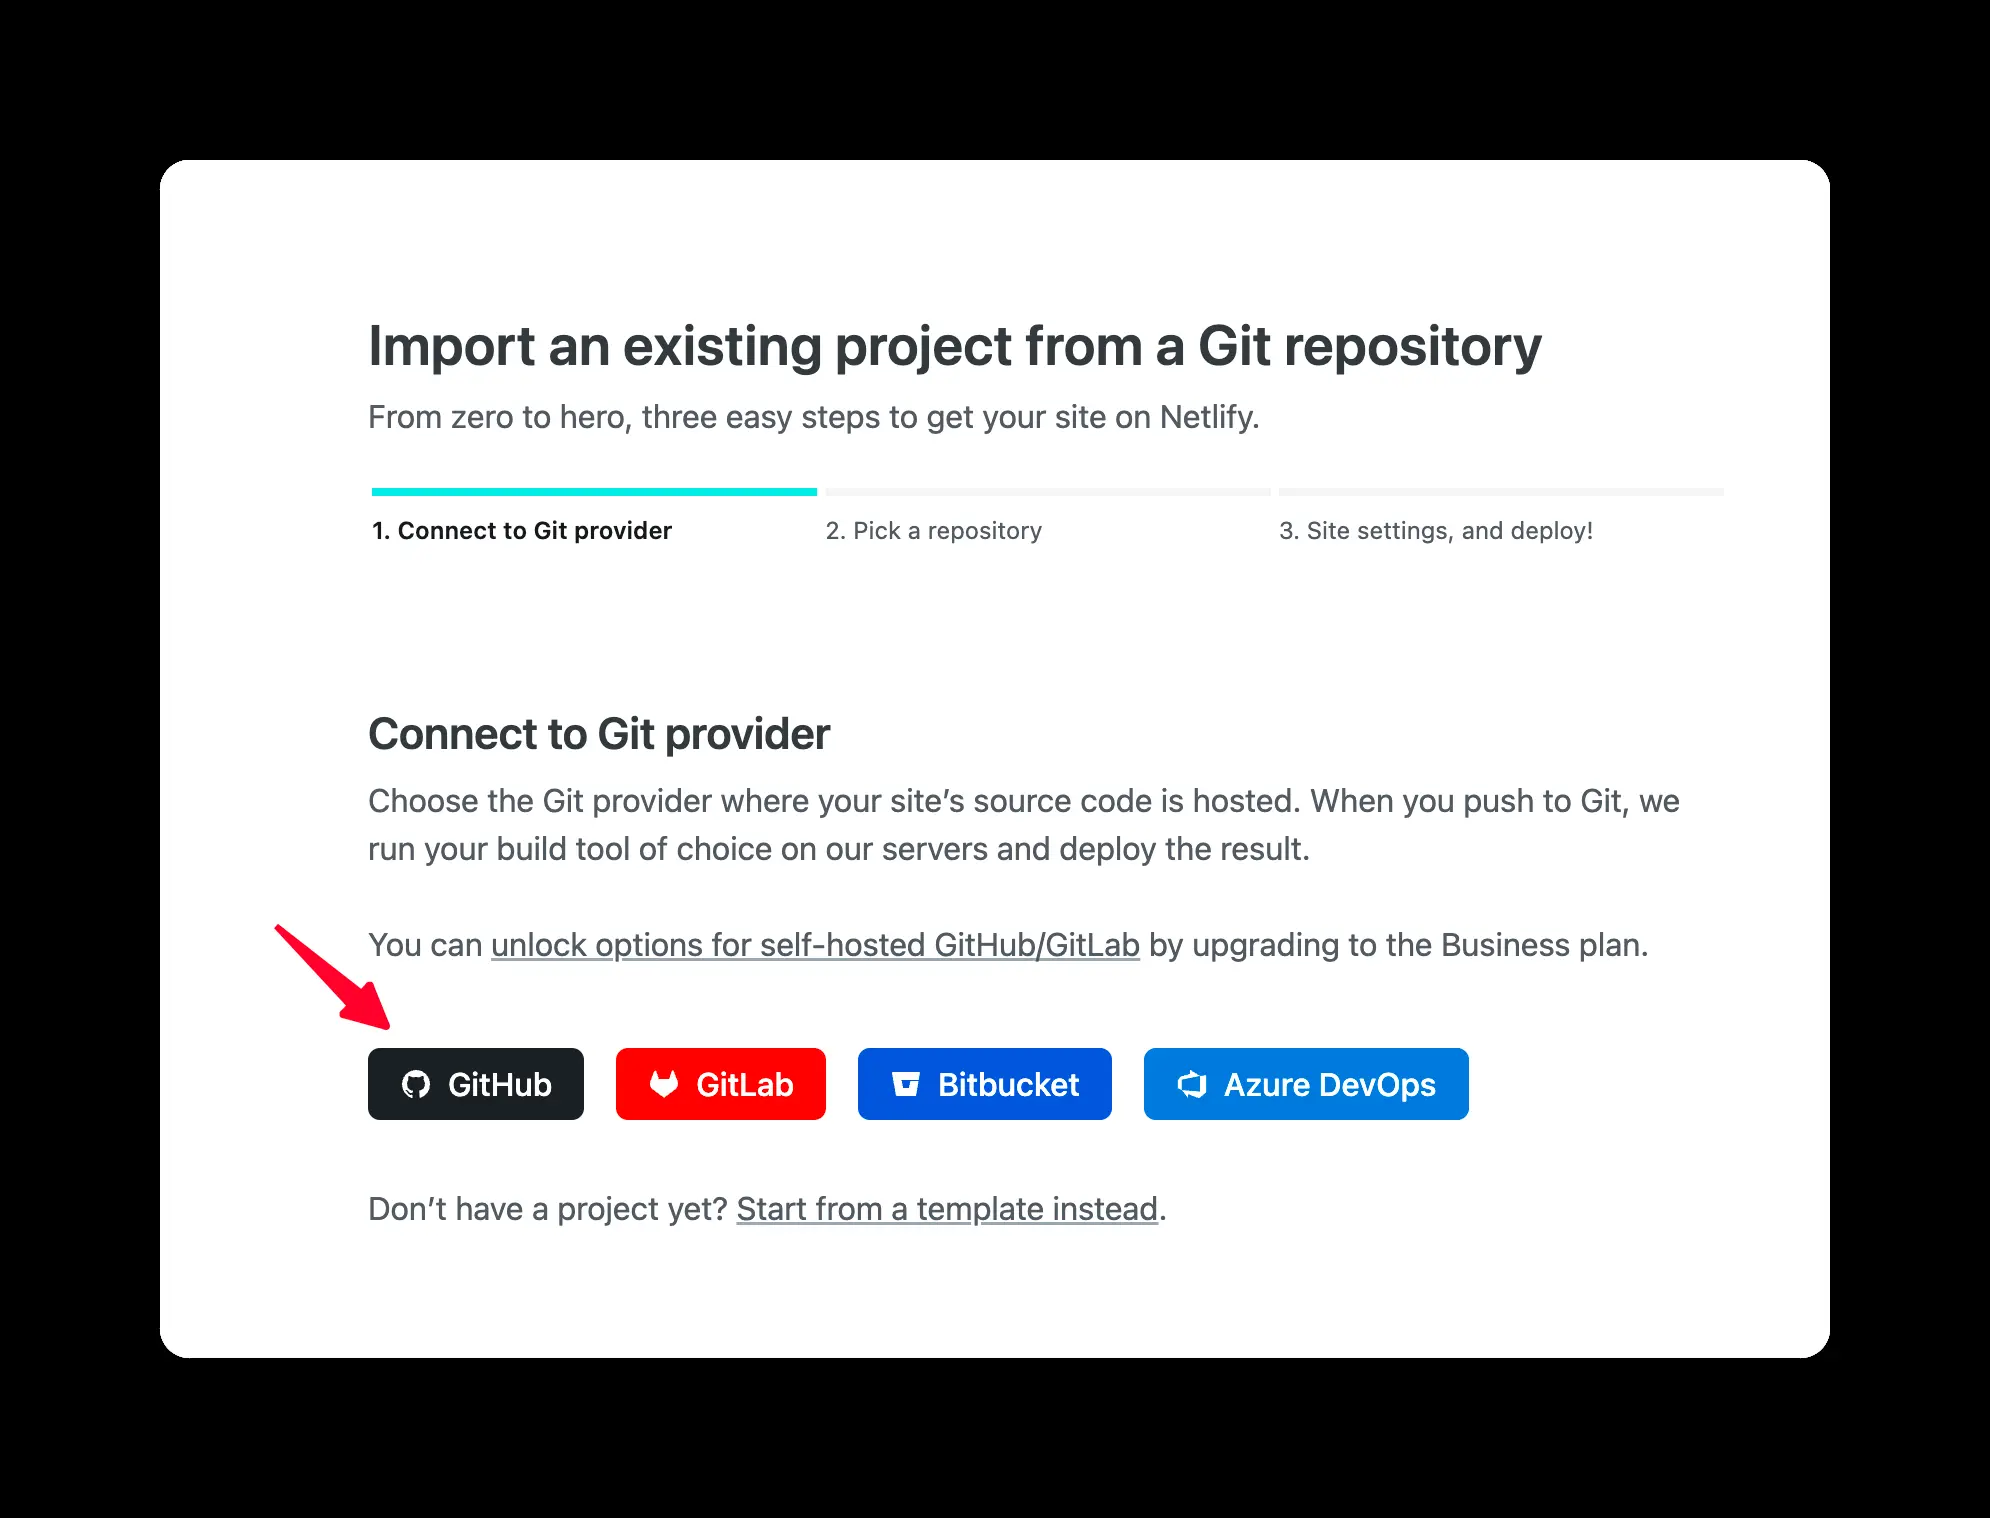 Import an existing project from a Git repository
From zero to hero, three easy steps to get your site on Netlify.
1. Connect to Git provider
2. Pick a repository
3. Site settings, and deploy!
Connect to Git provider
Choose the Git provider where your site’s source code is hosted. When you push to Git, we
run your build tool of choice on our servers and deploy the result.
You can unlock options for self-hosted GitHub/GitLab by upgrading to the Business plan.
GitHub
GitLab
Bitbucket
Azure DevOps
Don’t have a project yet? Start from a template instead.